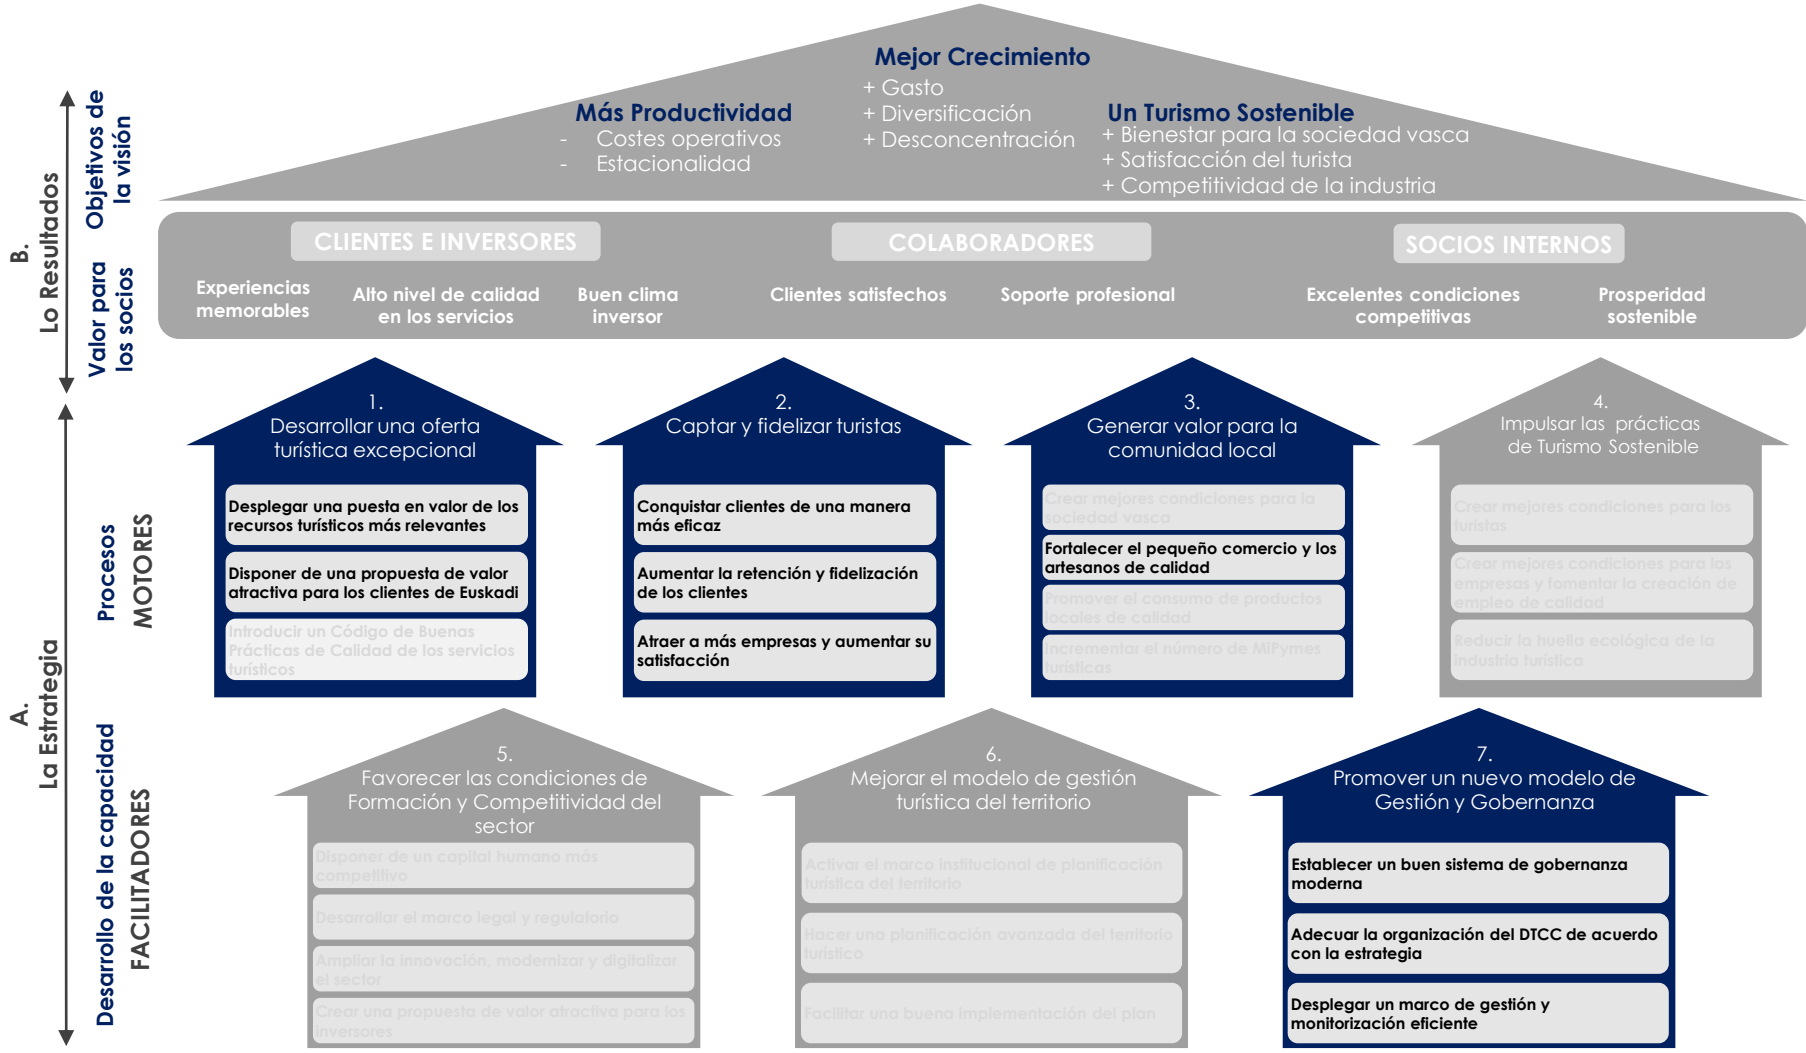 Mejor Crecimiento
+ Gasto
+ Diversificación
+ Desconcentración
Más Productividad
- Costes operativos
- Estacionalidad
Un Turismo Sostenible
+ Bienestar para la sociedad vasca
+ Satisfacción del turista
+ Competitividad de la industria
B.
Lo Resultados
Objetivos de
la visión
Valor para
los socios
CLIENTES E INVERSORES
COLABORADORES
SOCIOS INTERNOS
Experiencias
memorables
Alto nivel de calidad
en los servicios
Buen clima
inversor
Clientes satisfechos
Soporte profesional
Excelentes condiciones
competitivas
Prosperidad
sostenible
A.
La Estrategia
Procesos
MOTORES
1.
Desarrollar una oferta
turística excepcional
Desplegar una puesta en valor de los
recursos turísticos más relevantes
Disponer de una propuesta de valor
atractiva para los clientes de Euskadi
Introducir un Código de Buenas
Prácticas de Calidad de los servicios
turísticos
2.
Captar y fidelizar turistas
Conquistar clientes de una manera
más eficaz
Aumentar la retención y fidelización
de los clientes
Atraer a más empresas y aumentar su
satisfacción
3.
Generar valor para la
comunidad local
Crear mejores condiciones para la
sociedad vasca
Fortalecer el pequeño comercio y los
artesanos de calidad
Promover el consumo de productos
locales de calidad
Incrementar el número de MiPymes
turísticas
4.
Impulsar las prácticas
de Turismo Sostenible
Crear mejores condiciones para los
turistas
Crear mejores condiciones para las
empresas y fomentar la creación de
empleo de calidad
Reducir la huella ecológica de la
industria turística
Desarrollo de la capacidad
FACILITADORES
5.
Favorecer las condiciones de
Formación y Competitividad del
sector
Disponer de un capital humano más
competitivo
Desarrollar el marco legal y regulatorio
Ampliar la innovación, modernizar y digitalizar
el sector
Crear una propuesta de valor atractiva para los
inversores
6.
Mejorar el modelo de gestión
turística del territorio
Activar el marco institucional de planificación
turística del territorio
Hacer una planificación avanzada del territorio
turístico
Facilitar una buena implementación del plan
7.
Promover un nuevo modelo de
Gestión y Gobernanza
Establecer un buen sistema de gobernanza
moderna
Adecuar la organización del DTCC de acuerdo
con la estrategia
Desplegar un marco de gestión y
monitorización eficiente